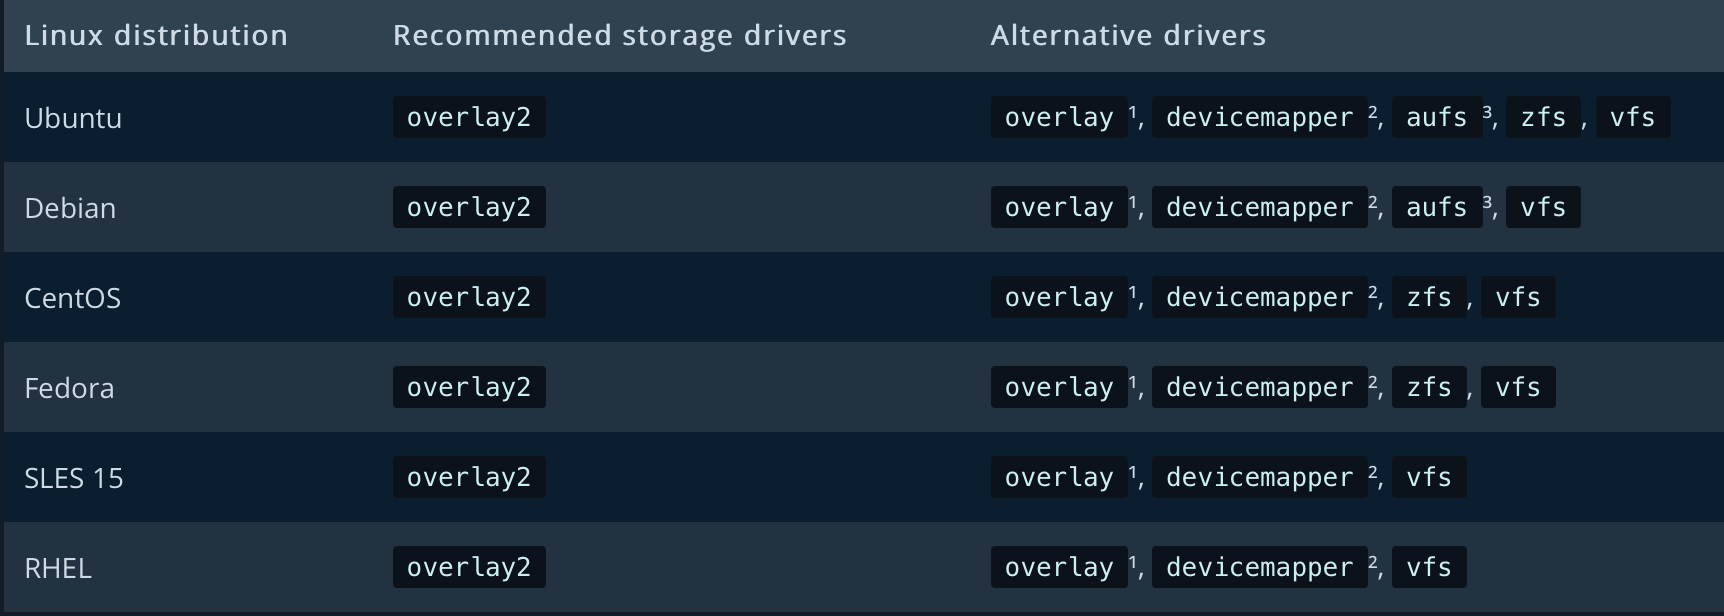 Linux distribution Recommended storage drivers Alternative drivers
Ubuntu overlay2 overlay ¹, devicemapper ², aufs ³, zfs , vfs
Debian overlay2 overlay ¹, devicemapper ², aufs ³, vfs
CentOS overlay2 overlay ¹, devicemapper ², zfs , vfs
Fedora overlay2 overlay ¹, devicemapper ², zfs , vfs
SLES 15 overlay2 overlay ¹, devicemapper ², vfs
RHEL overlay2 overlay ¹, devicemapper ², vfs